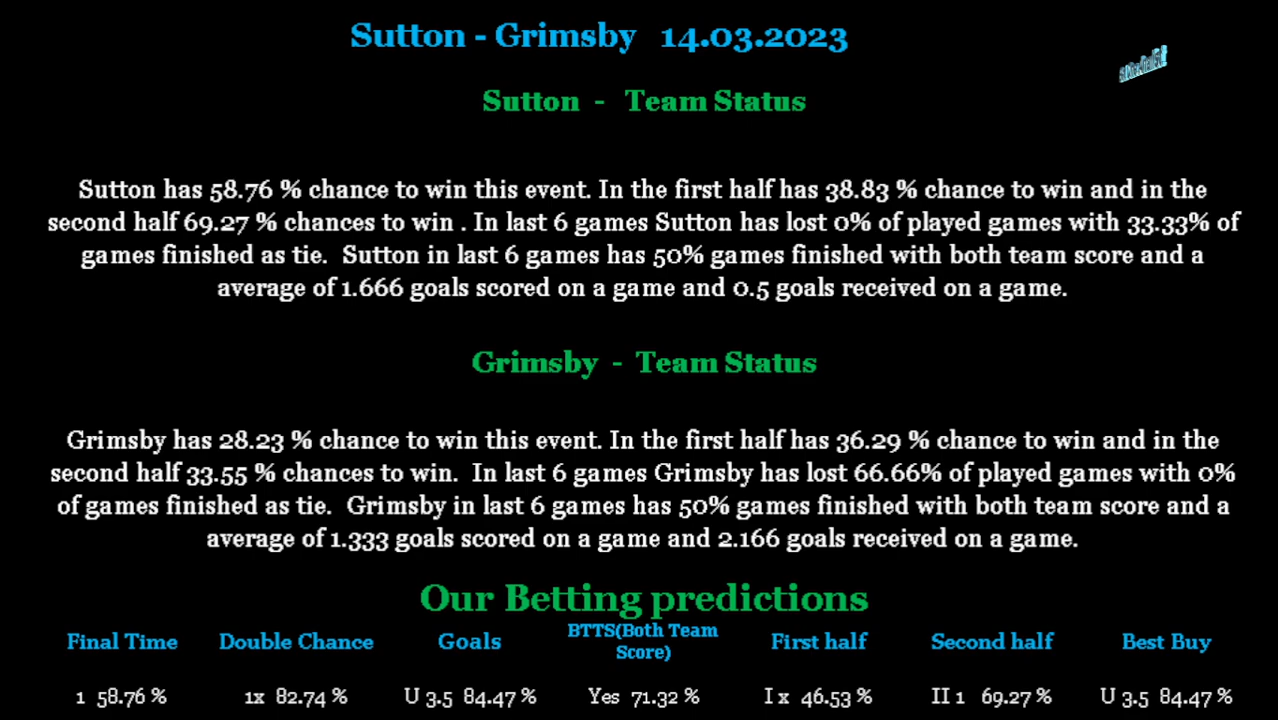 Sutton - Grimsby 14.03.2023
Sutton - Team Status
Sutton has 58.76 % chance to win this event. In the first half has 38.83 % chance to win and in the
second half 69.27 % chances to win . In last 6 games Sutton has lost 0% of played games with 33.33% of
games finished as tie. Sutton in last 6 games has 50% games finished with both team score and a
average of 1.666 goals scored on a game and 0.5 goals received on a game.
Grimsby - Team Status
Grimsby has 28.23 % chance to win this event. In the first half has 36.29 % chance to win and in the
second half 33.55 % chances to win. In last 6 games Grimsby has lost 66.66% of played games with 0%
of games finished as tie. Grimsby in last 6 games has 50% games finished with both team score and a
average of 1.333 goals scored on a game and 2.166 goals received on a game.
Our Betting predictions
Final Time Double Chance Goals BTTS(Both Team
Score) First half Second half Best Buy
1 58.76 % 1x 82.74 % U 3.5 84.47 % Yes 71.32 % I x 46.53 % II 1 69.27 % U 3.5 84.47 %